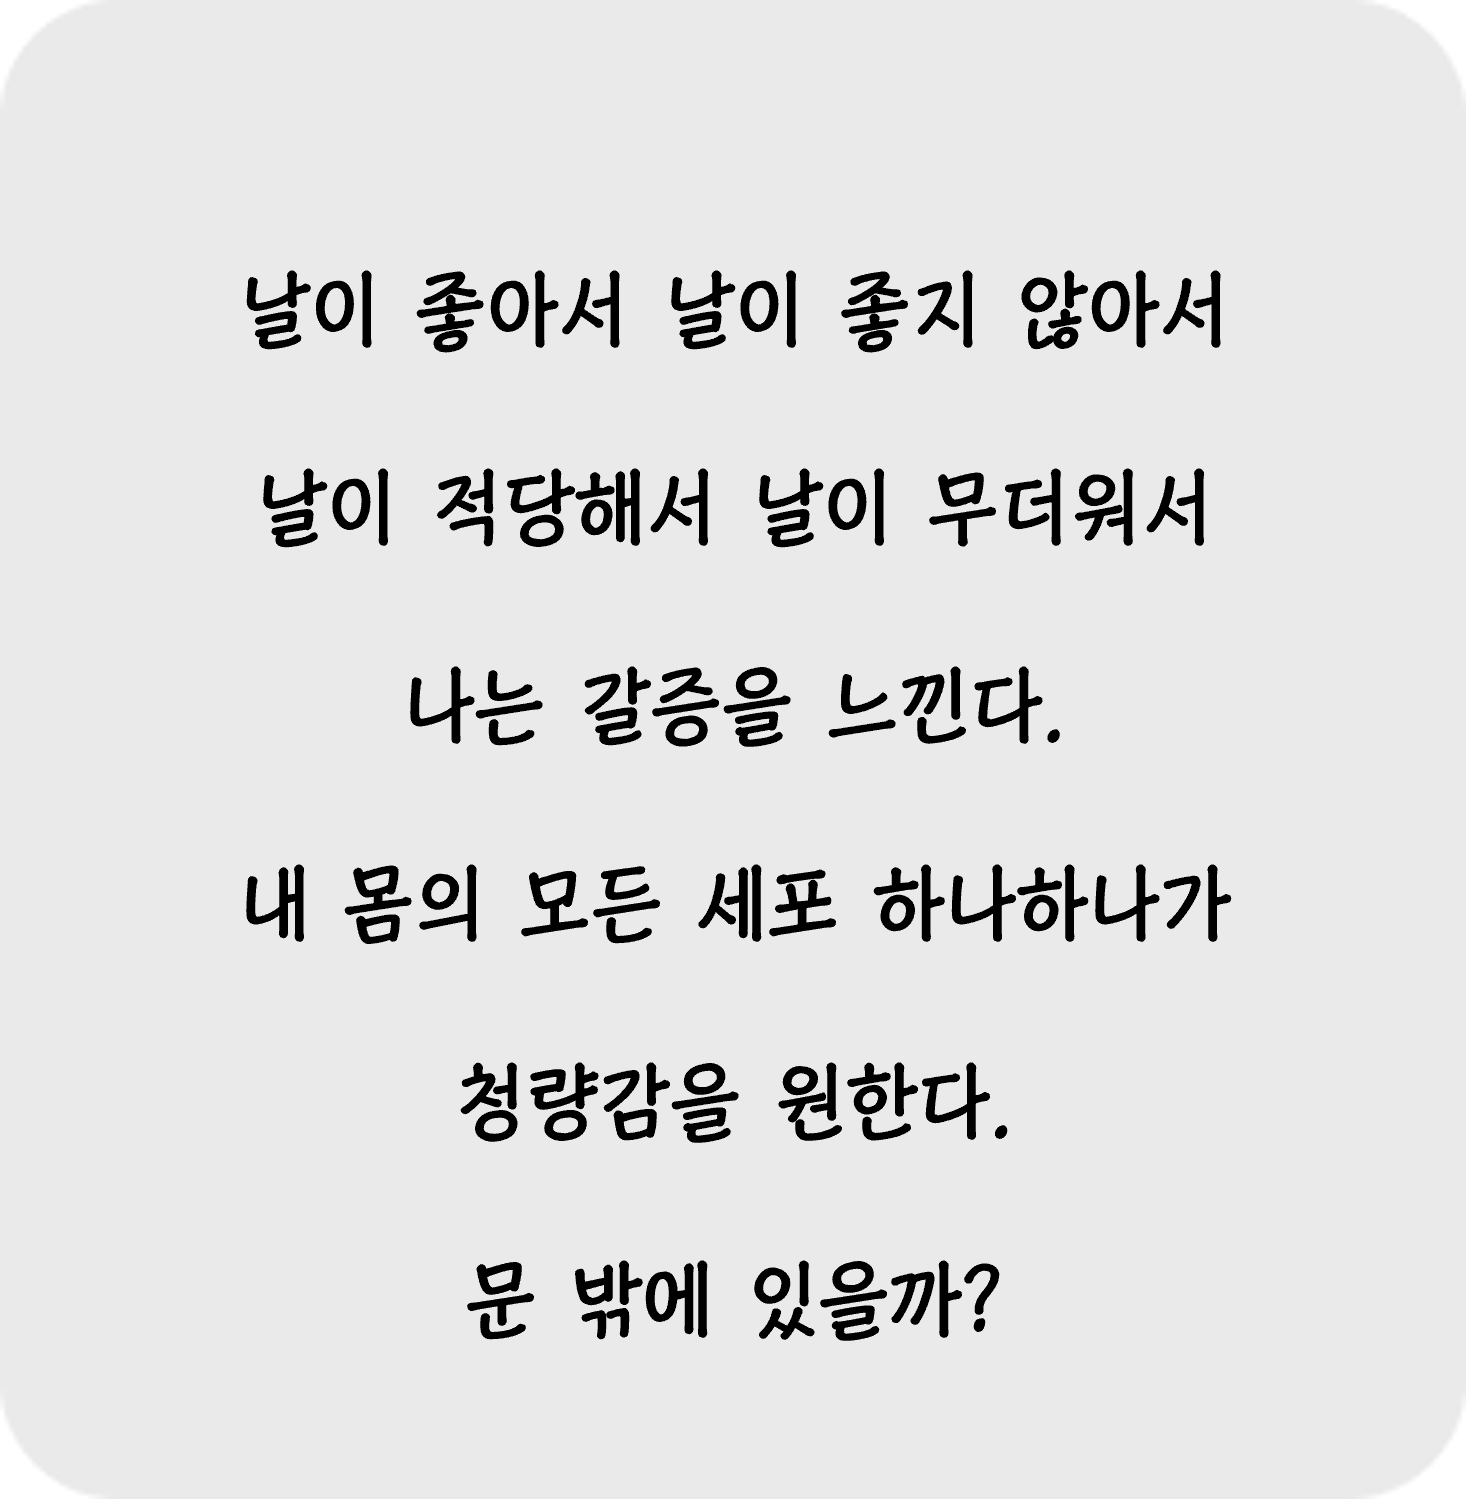 날이 좋아서 날이 좋지 않아서
날이 적당해서 날이 무더워서
나는 갈증을 느낀다.
내 몸의 모든 세포 하나하나가
청량감을 원한다.
문 밖에 있을까?